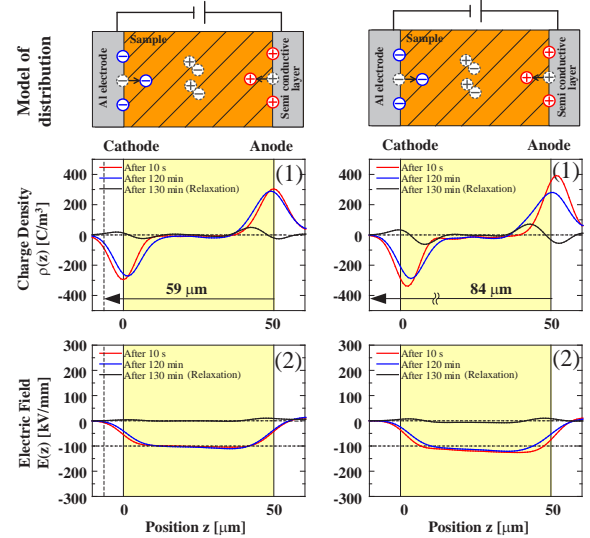 Model of
distribution
Al electrode
Sample
Semi conductive
layer
Al electrode
Sample
Semi conductive
layer
Cathode
Anode
Cathode
Anode
Charge Density
ρ(z) [C/m³]
400
200
0
-200
-400
After 10 s
After 120 min
After 130 min (Relaxation)
(1)
59 μm
0
50
400
200
0
-200
-400
After 10 s
After 120 min
After 130 min (Relaxation)
(1)
84 μm
0
50
Electric Field
E(z) [kV/mm]
300
200
100
0
-100
-200
-300
After 10 s
After 120 min
After 130 min (Relaxation)
(2)
0
50
Position z [μm]
300
200
100
0
-100
-200
-300
After 10 s
After 120 min
After 130 min (Relaxation)
(2)
0
50
Position z [μm]